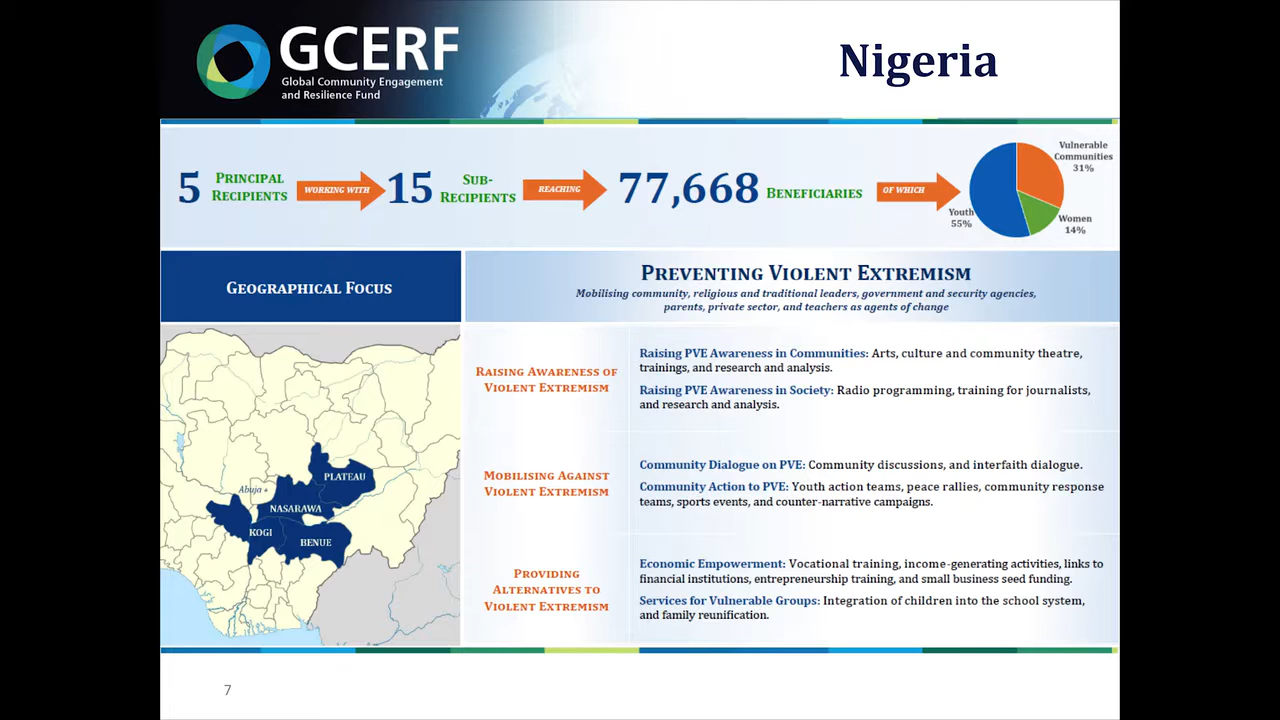 GCERF
Global Community Engagement
and Resilience Fund
Nigeria
5
PRINCIPAL
RECIPIENTS
WORKING WITH
15
SUB-
RECIPIENTS
REACHING
77,668
BENEFICIARIES
OF WHICH
Vulnerable
Communities
31%
Youth
55%
Women
14%
GEOGRAPHICAL FOCUS
PREVENTING VIOLENT EXTREMISM
Mobilising community, religious and traditional leaders, government and security agencies,
parents, private sector, and teachers as agents of change
PLATEAU
Abuja
NASARAWA
KOGI
BENUE
RAISING AWARENESS OF
VIOLENT EXTREMISM
Raising PVE Awareness in Communities: Arts, culture and community theatre,
trainings, and research and analysis.
Raising PVE Awareness in Society: Radio programming, training for journalists,
and research and analysis.
MOBILISING AGAINST
VIOLENT EXTREMISM
Community Dialogue on PVE: Community discussions, and interfaith dialogue.
Community Action to PVE: Youth action teams, peace rallies, community response
teams, sports events, and counter-narrative campaigns.
PROVIDING
ALTERNATIVES TO
VIOLENT EXTREMISM
Economic Empowerment: Vocational training, income-generating activities, links to
financial institutions, entrepreneurship training, and small business seed funding.
Services for Vulnerable Groups: Integration of children into the school system,
and family reunification.
7